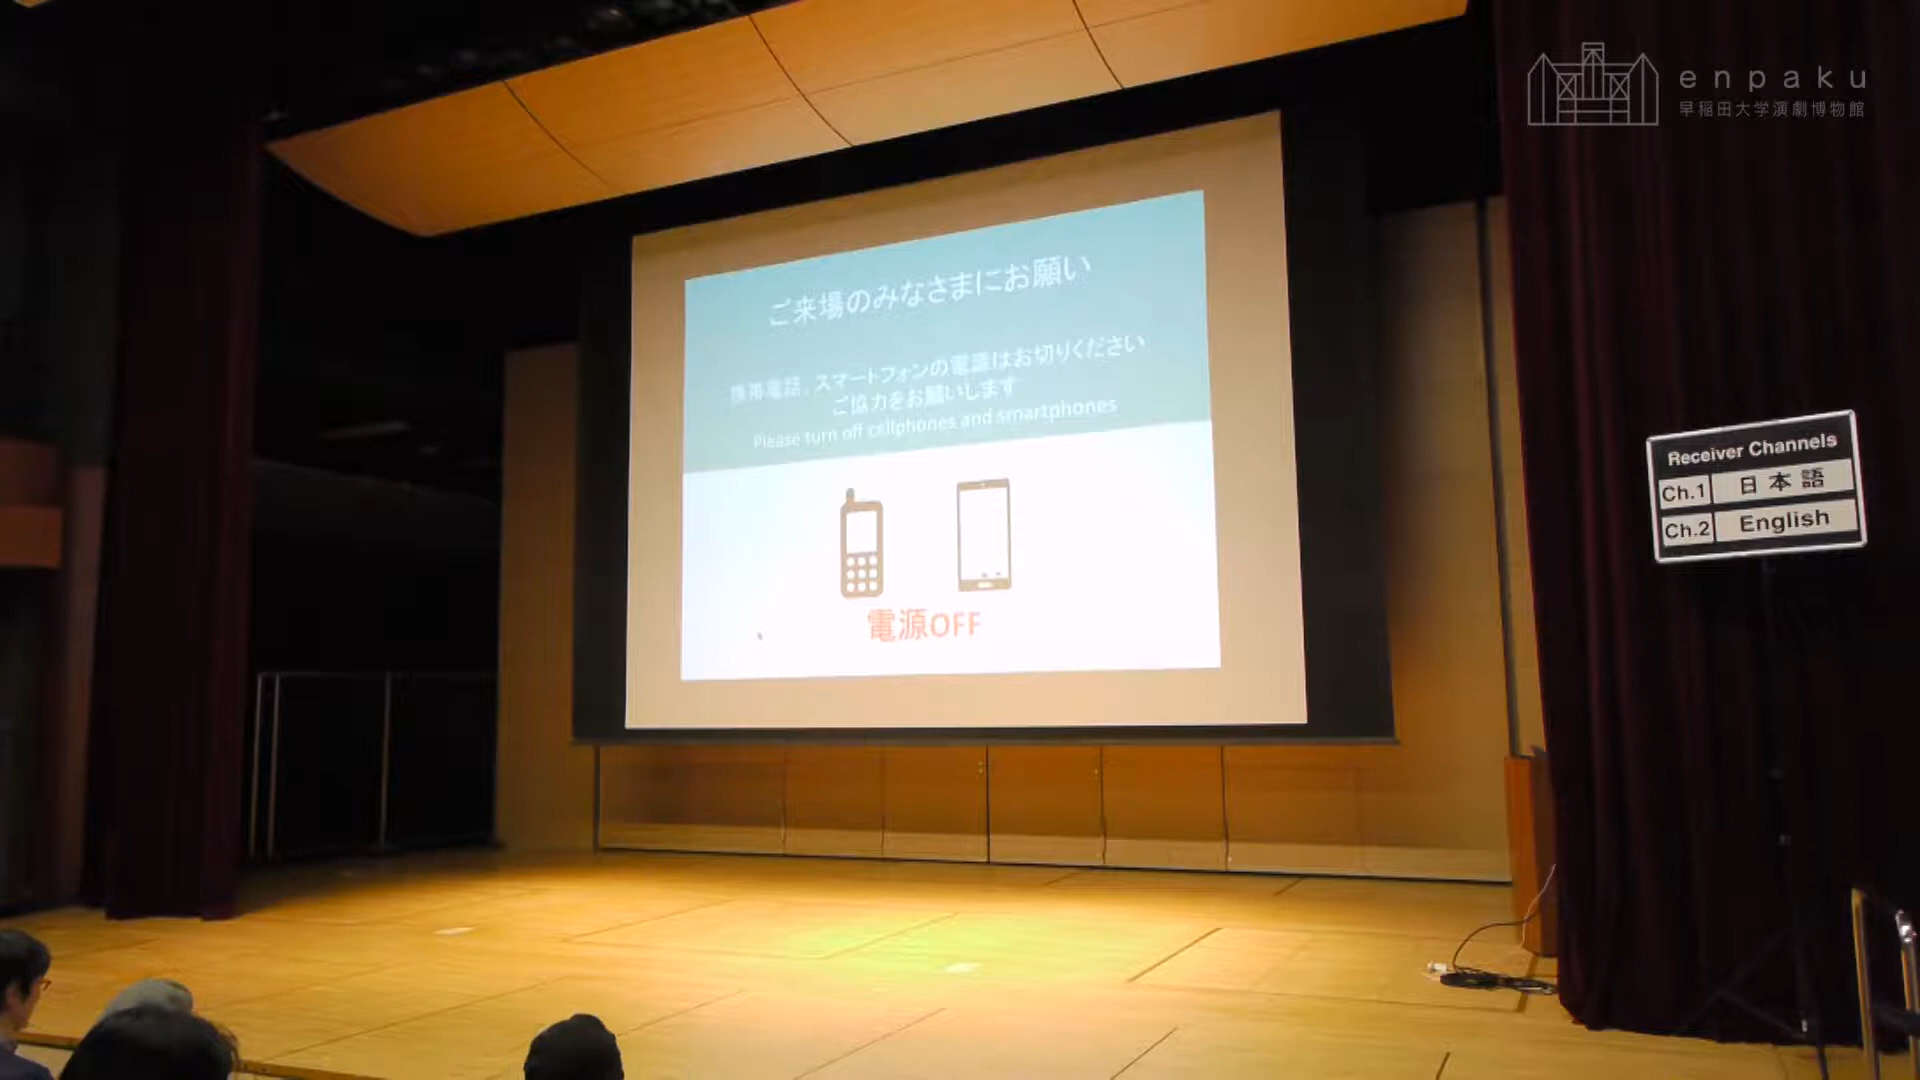 enpaku
早稲田大学演劇博物館
ご来場のみなさまにお願い
携帯電話、スマートフォンの電源はお切りください
ご協力をお願いします
Please turn off cellphones and smartphones
電源OFF
Receiver Channels
Ch.1 日本語
Ch.2 English